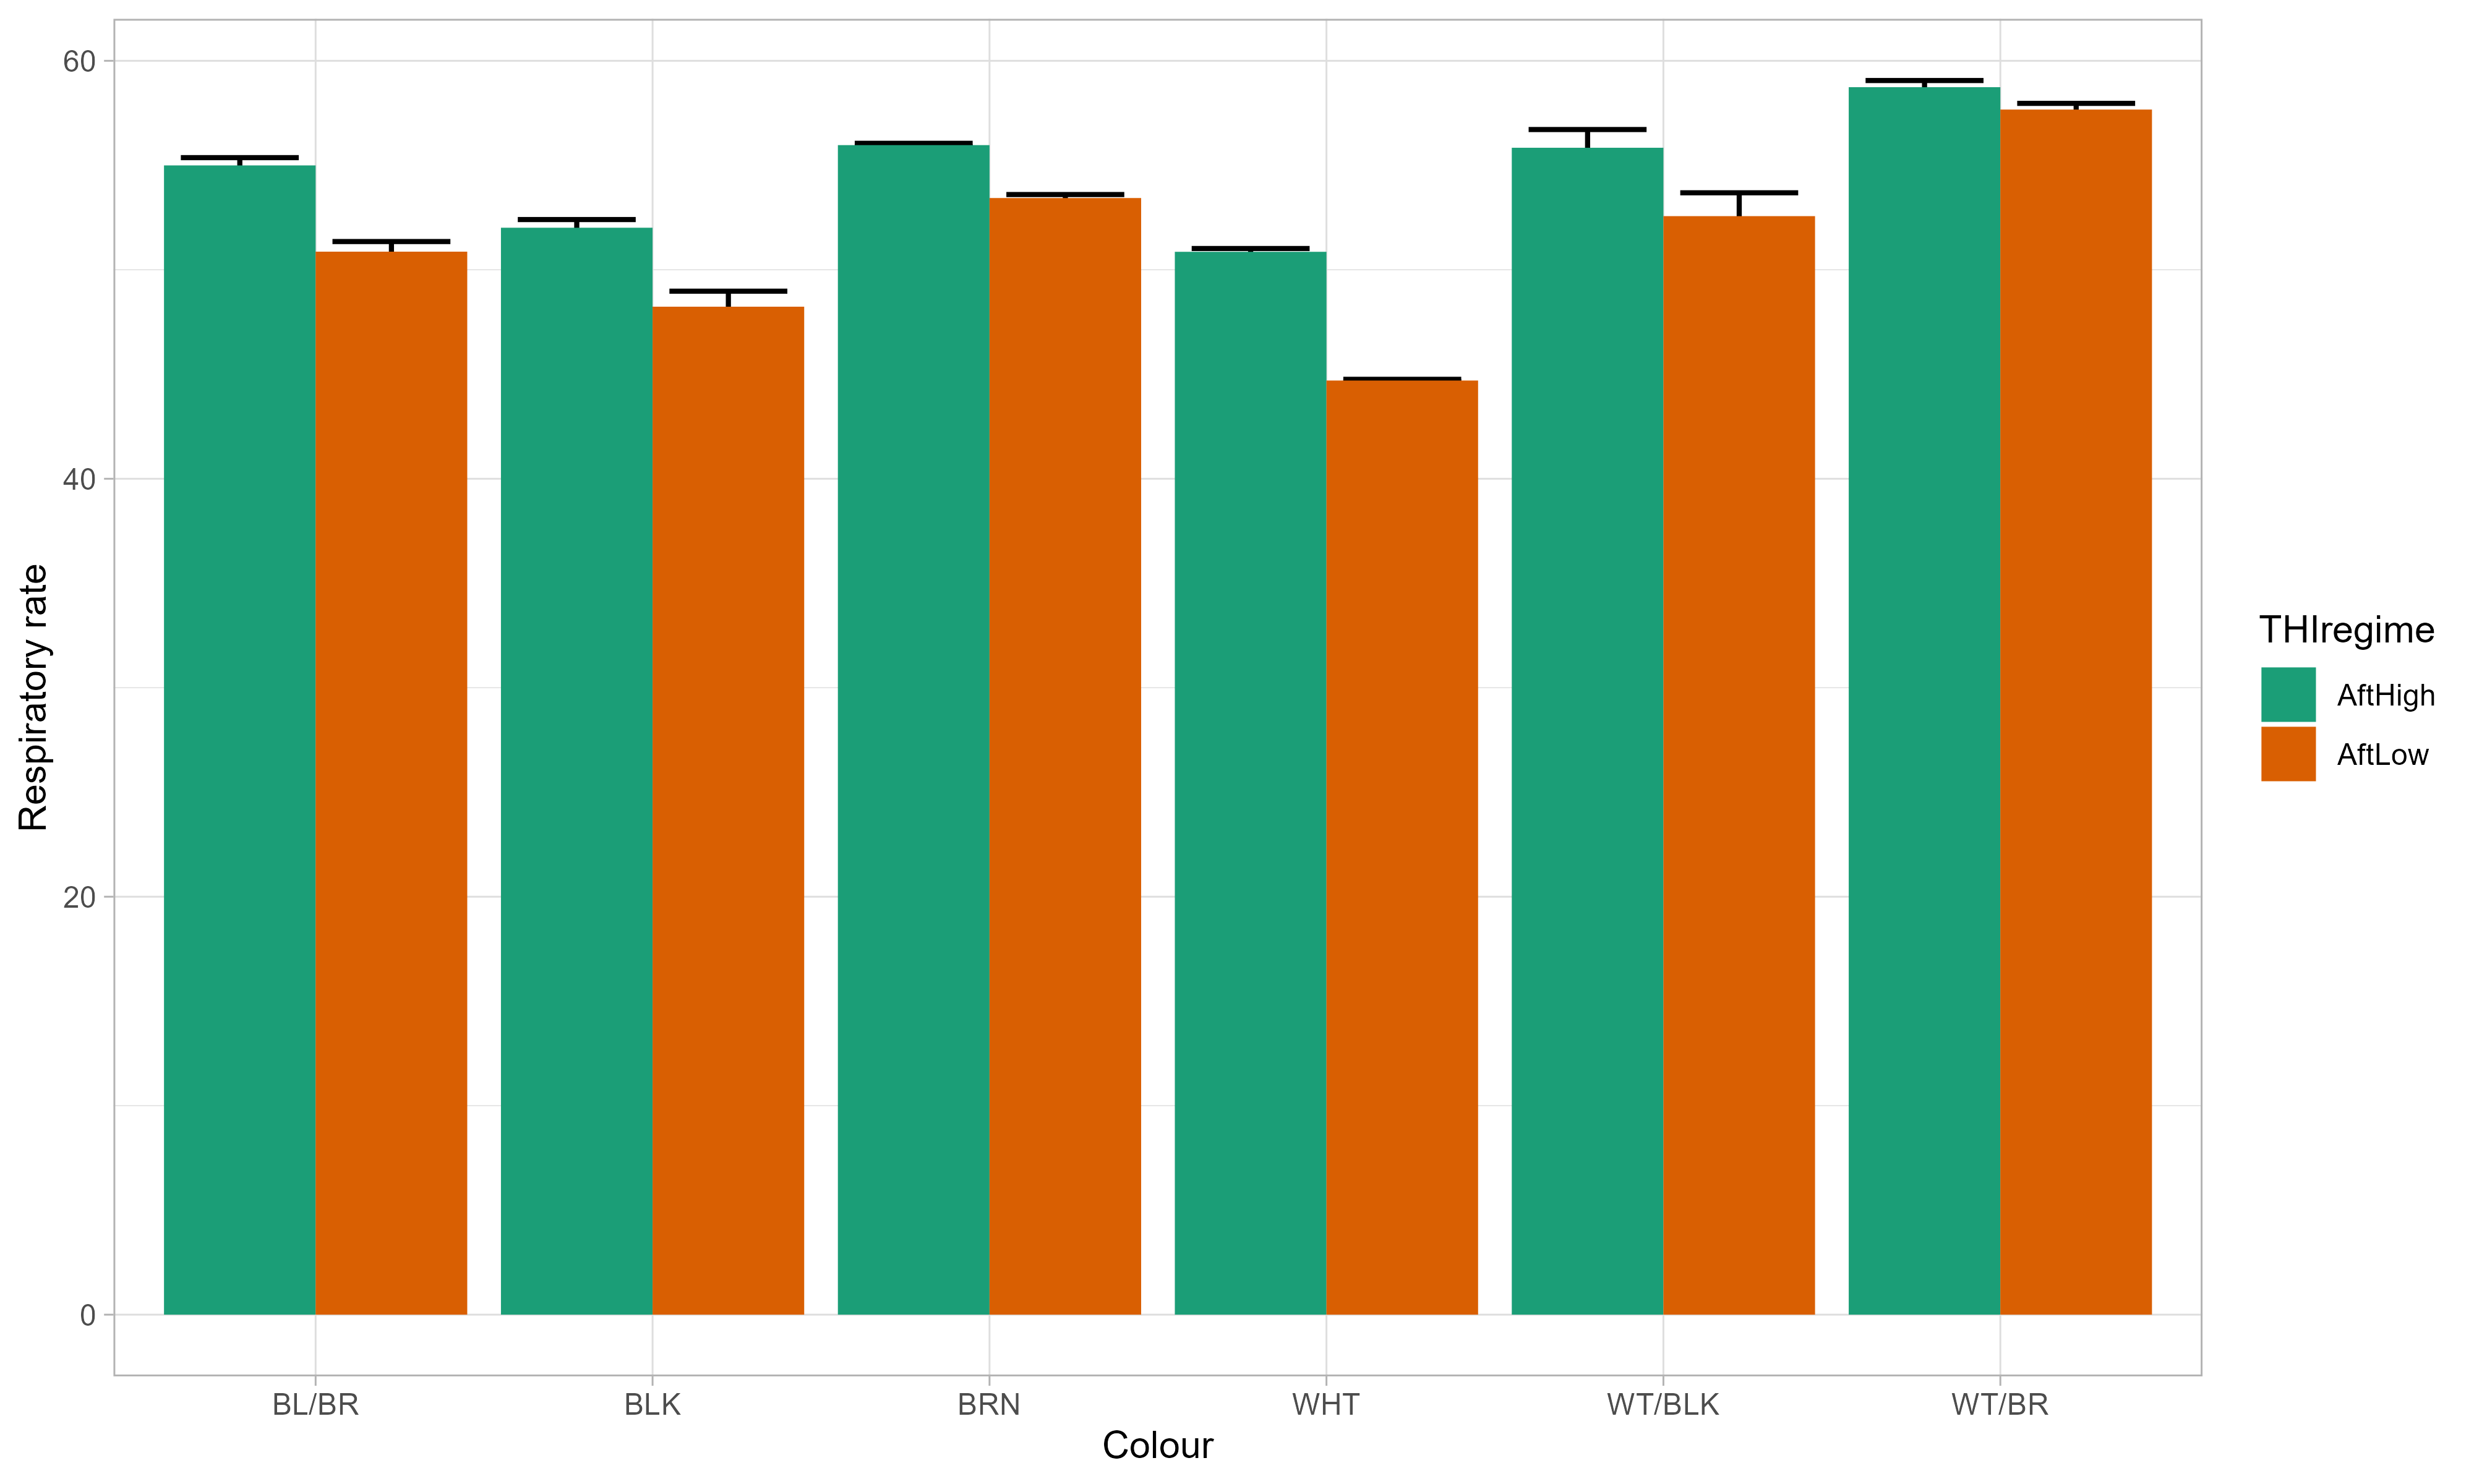 60
40
20
0
Respiratory rate
BL/BR BLK BRN WHT WT/BLK WT/BR
Colour
THIregime
AftHigh
AftLow